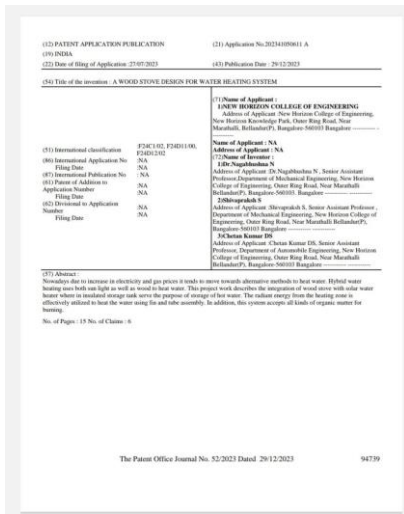 (12) PATENT APPLICATION PUBLICATION
(21) Application No.202341050611 A
(19) INDIA
(22) Date of filing of Application :27/07/2023
(43) Publication Date : 29/12/2023
(54) Title of the invention : A WOOD STOVE DESIGN FOR WATER HEATING SYSTEM
(51) International classification :F24C1/02, F24D11/00,
F24D12/02
(86) International Application No :NA
Filing Date :NA
(87) International Publication No : NA
(61) Patent of Addition to
Application Number :NA
Filing Date :NA
(62) Divisional to Application
Number :NA
Filing Date :NA
(71)Name of Applicant :
1)NEW HORIZON COLLEGE OF ENGINEERING
Address of Applicant :New Horizon College of Engineering,
New Horizon Knowledge Park, Outer Ring Road, Near
Marathalli, Bellandur(P), Bangalore-560103 Bangalore ----------- -
-----------
Name of Applicant : NA
Address of Applicant : NA
(72)Name of Inventor :
1)Dr.Nagabhushna N
Address of Applicant :Dr.Nagabhushna N , Senior Assistant
Professor,Department of Mechanical Engineering, New Horizon
College of Engineering, Outer Ring Road, Near Marathalli
Bellandur(P), Bangalore-560103. Bangalore ----------- -----------
2)Shivapraksh S
Address of Applicant :Shivapraksh S, Senior Assistant Professor ,
Department of Mechanical Engineering, New Horizon College of
Engineering, Outer Ring Road, Near Marathalli Bellandur(P),
Bangalore-560103 Bangalore ----------- -----------
3)Chetan Kumar DS
Address of Applicant :Chetan Kumar DS, Senior Assistant
Professor, Department of Automobile Engineering, New Horizon
College of Engineering, Outer Ring Road, Near Marathalli
Bellandur(P), Bangalore-560103 Bangalore ----------- -----------
(57) Abstract :
Nowadays due to increase in electricity and gas prices it tends to move towards alternative methods to heat water. Hybrid water
heating uses both sun light as well as wood to heat water. This project work describes the integration of wood stove with solar water
heater where in insulated storage tank serve the purpose of storage of hot water. The radiant energy from the heating zone is
effectively utilized to heat the water using fin and tube assembly. In addition, this system accepts all kinds of organic matter for
burning.
No. of Pages : 15 No. of Claims : 6
The Patent Office Journal No. 52/2023 Dated 29/12/2023
94739